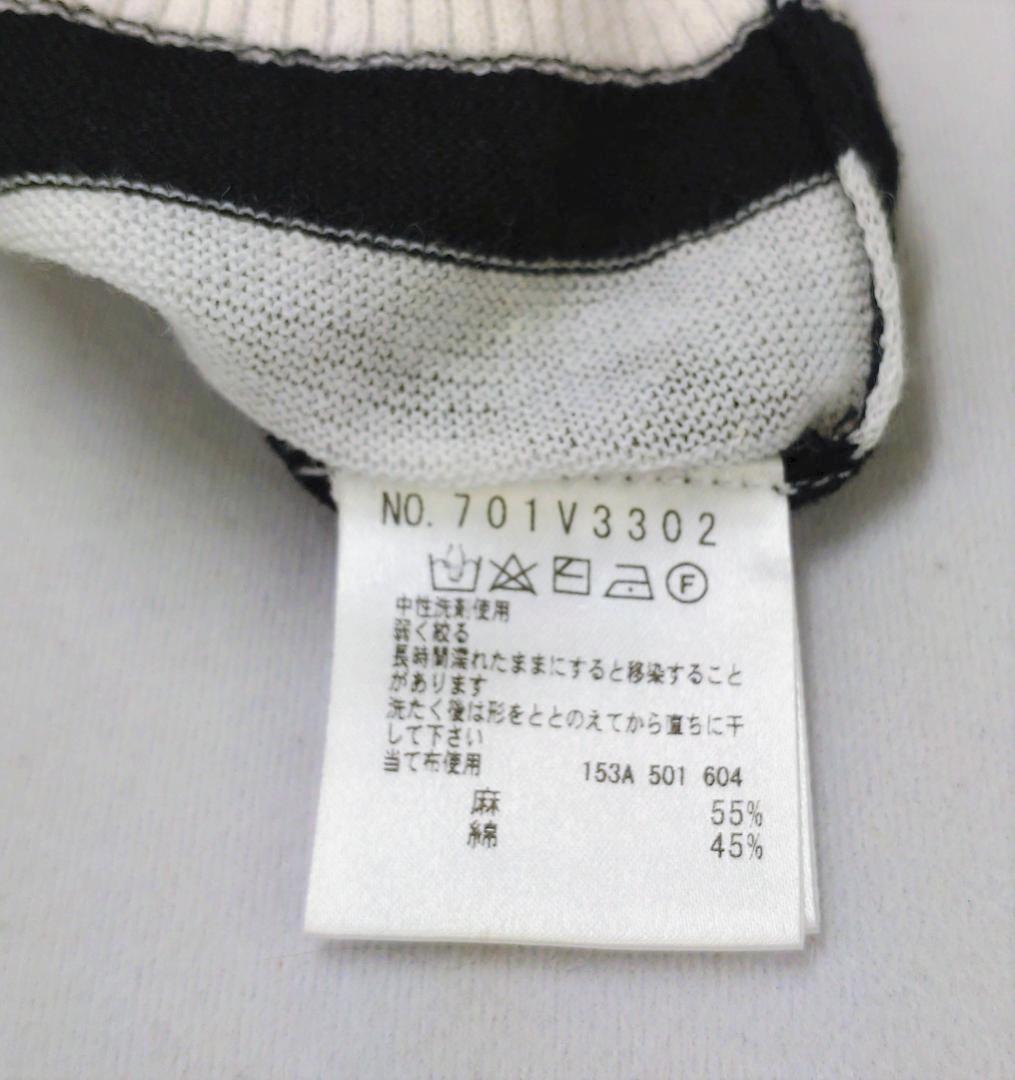 NO. 701V3302
F
中性洗剤使用
弱く絞る
長時間濡れたままにすると移染すること
があります
洗たく後は形をととのえてから直ちに干
して下さい
当て布使用 153A 501 604
麻 55%
綿 45%